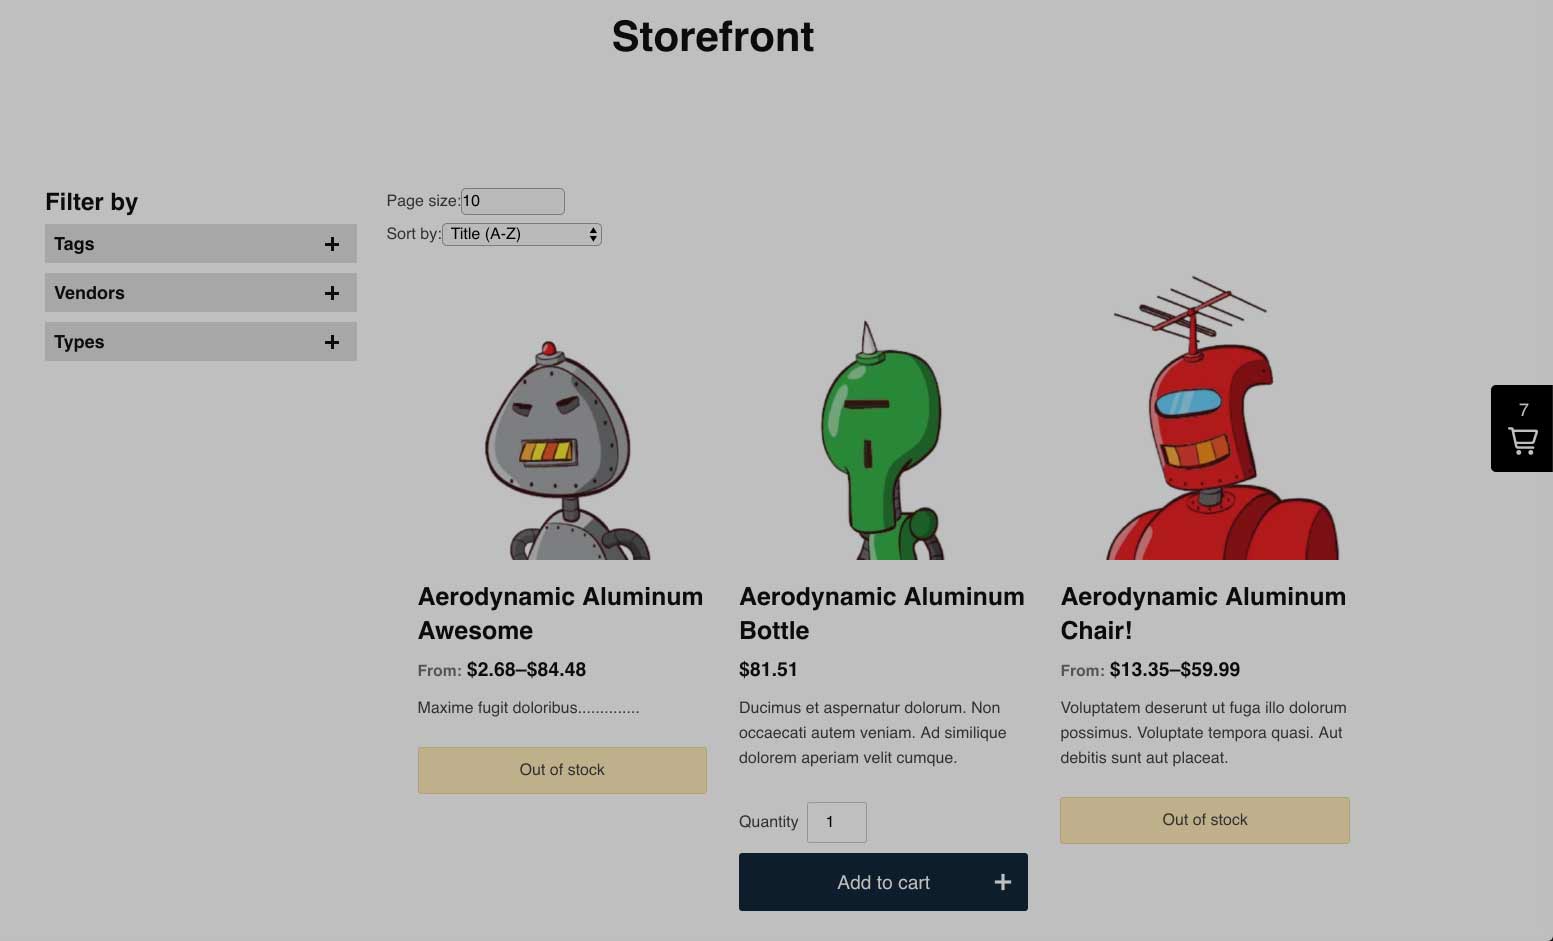 Storefront
Filter by
Tags
Vendors
Types
Page size: 10
Sort by: Title (A-Z)
7
Aerodynamic Aluminum
Awesome
From: $2.68–$84.48
Maxime fugit doloribus..............
Out of stock
Aerodynamic Aluminum
Bottle
$81.51
Ducimus et aspernatur dolorum. Non
occaecati autem veniam. Ad similique
dolorem aperiam velit cumque.
Quantity 1
Add to cart
Aerodynamic Aluminum
Chair!
From: $13.35–$59.99
Voluptatem deserunt ut fuga illo dolorum
possimus. Voluptate tempora quasi. Aut
debitis sunt aut placeat.
Out of stock